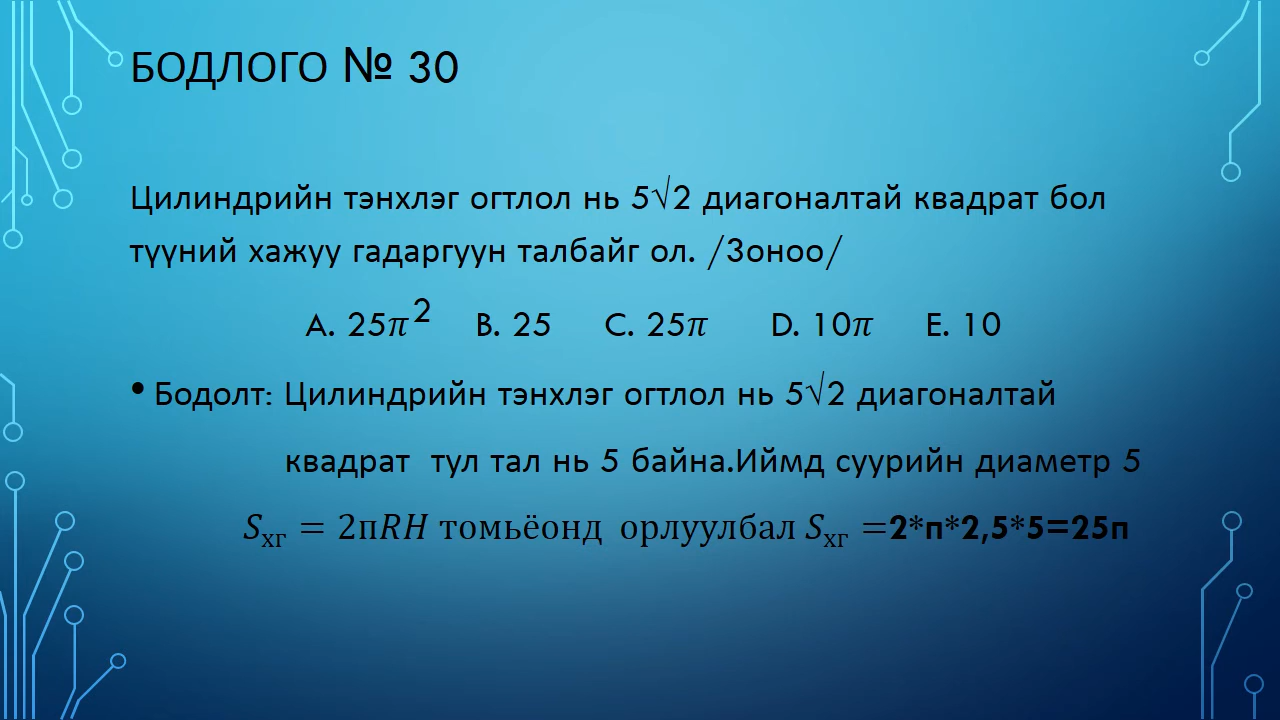 БОДЛОГО № 30
Цилиндрийн тэнхлэг огтлол нь 5√2 диагоналтай квадрат бол
түүний хажуу гадаргуун талбайг ол. /3оноо/
A. 25𝜋² B. 25 C. 25𝜋 D. 10𝜋 E. 10
• Бодолт: Цилиндрийн тэнхлэг огтлол нь 5√2 диагоналтай
квадрат тул тал нь 5 байна.Иймд суурийн диаметр 5
𝑆хг = 2п𝑅𝐻 томьёонд орлуулбал 𝑆хг =2*п*2,5*5=25п